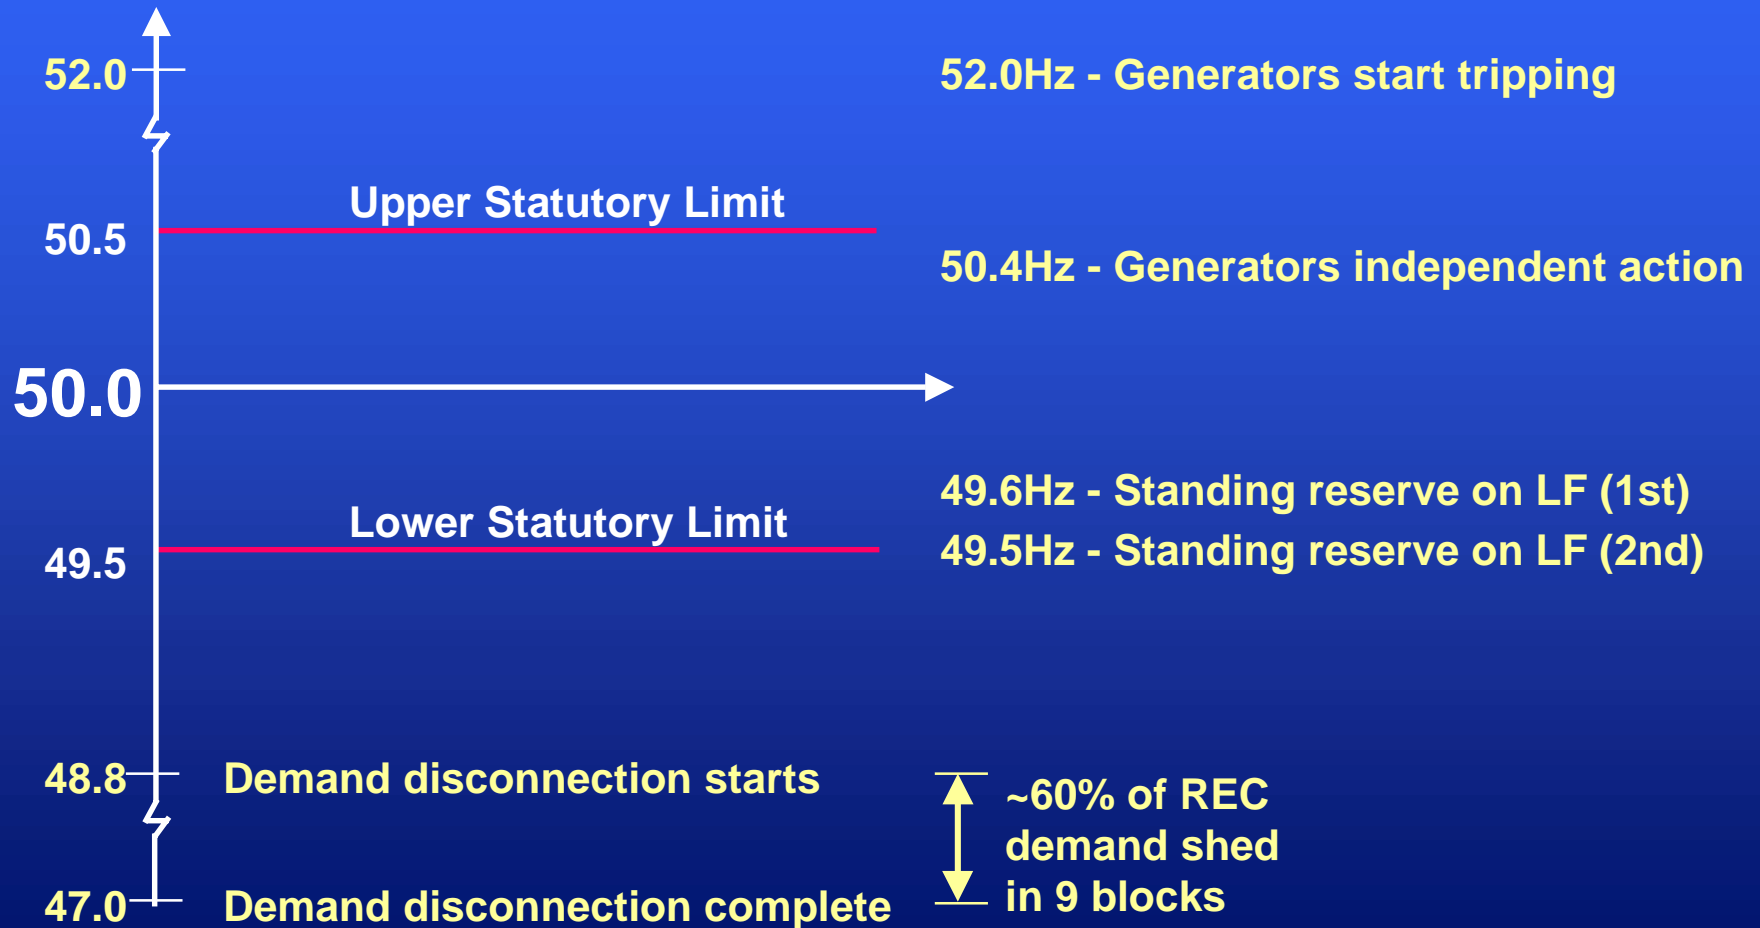 52.0
52.0Hz - Generators start tripping
Upper Statutory Limit
50.5
50.4Hz - Generators independent action
50.0
49.6Hz - Standing reserve on LF (1st)
Lower Statutory Limit
49.5
49.5Hz - Standing reserve on LF (2nd)
48.8
Demand disconnection starts
~60% of REC
demand shed
in 9 blocks
47.0
Demand disconnection complete